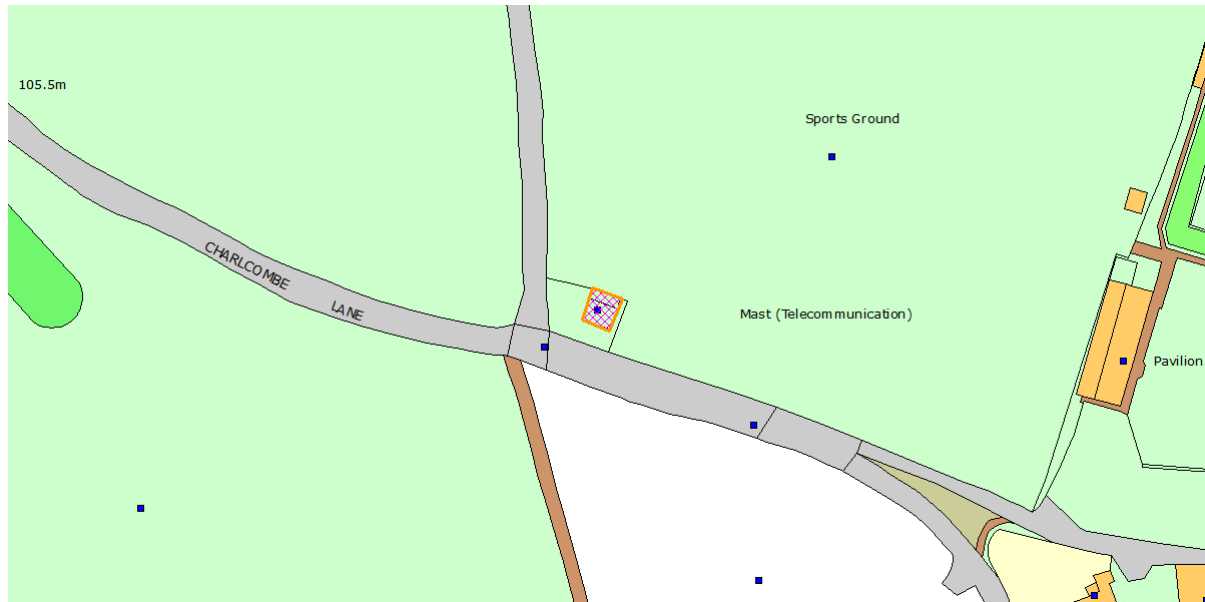 105.5m
Sports Ground
CHARLCOMBE LANE
Mast (Telecommunication)
Pavilion